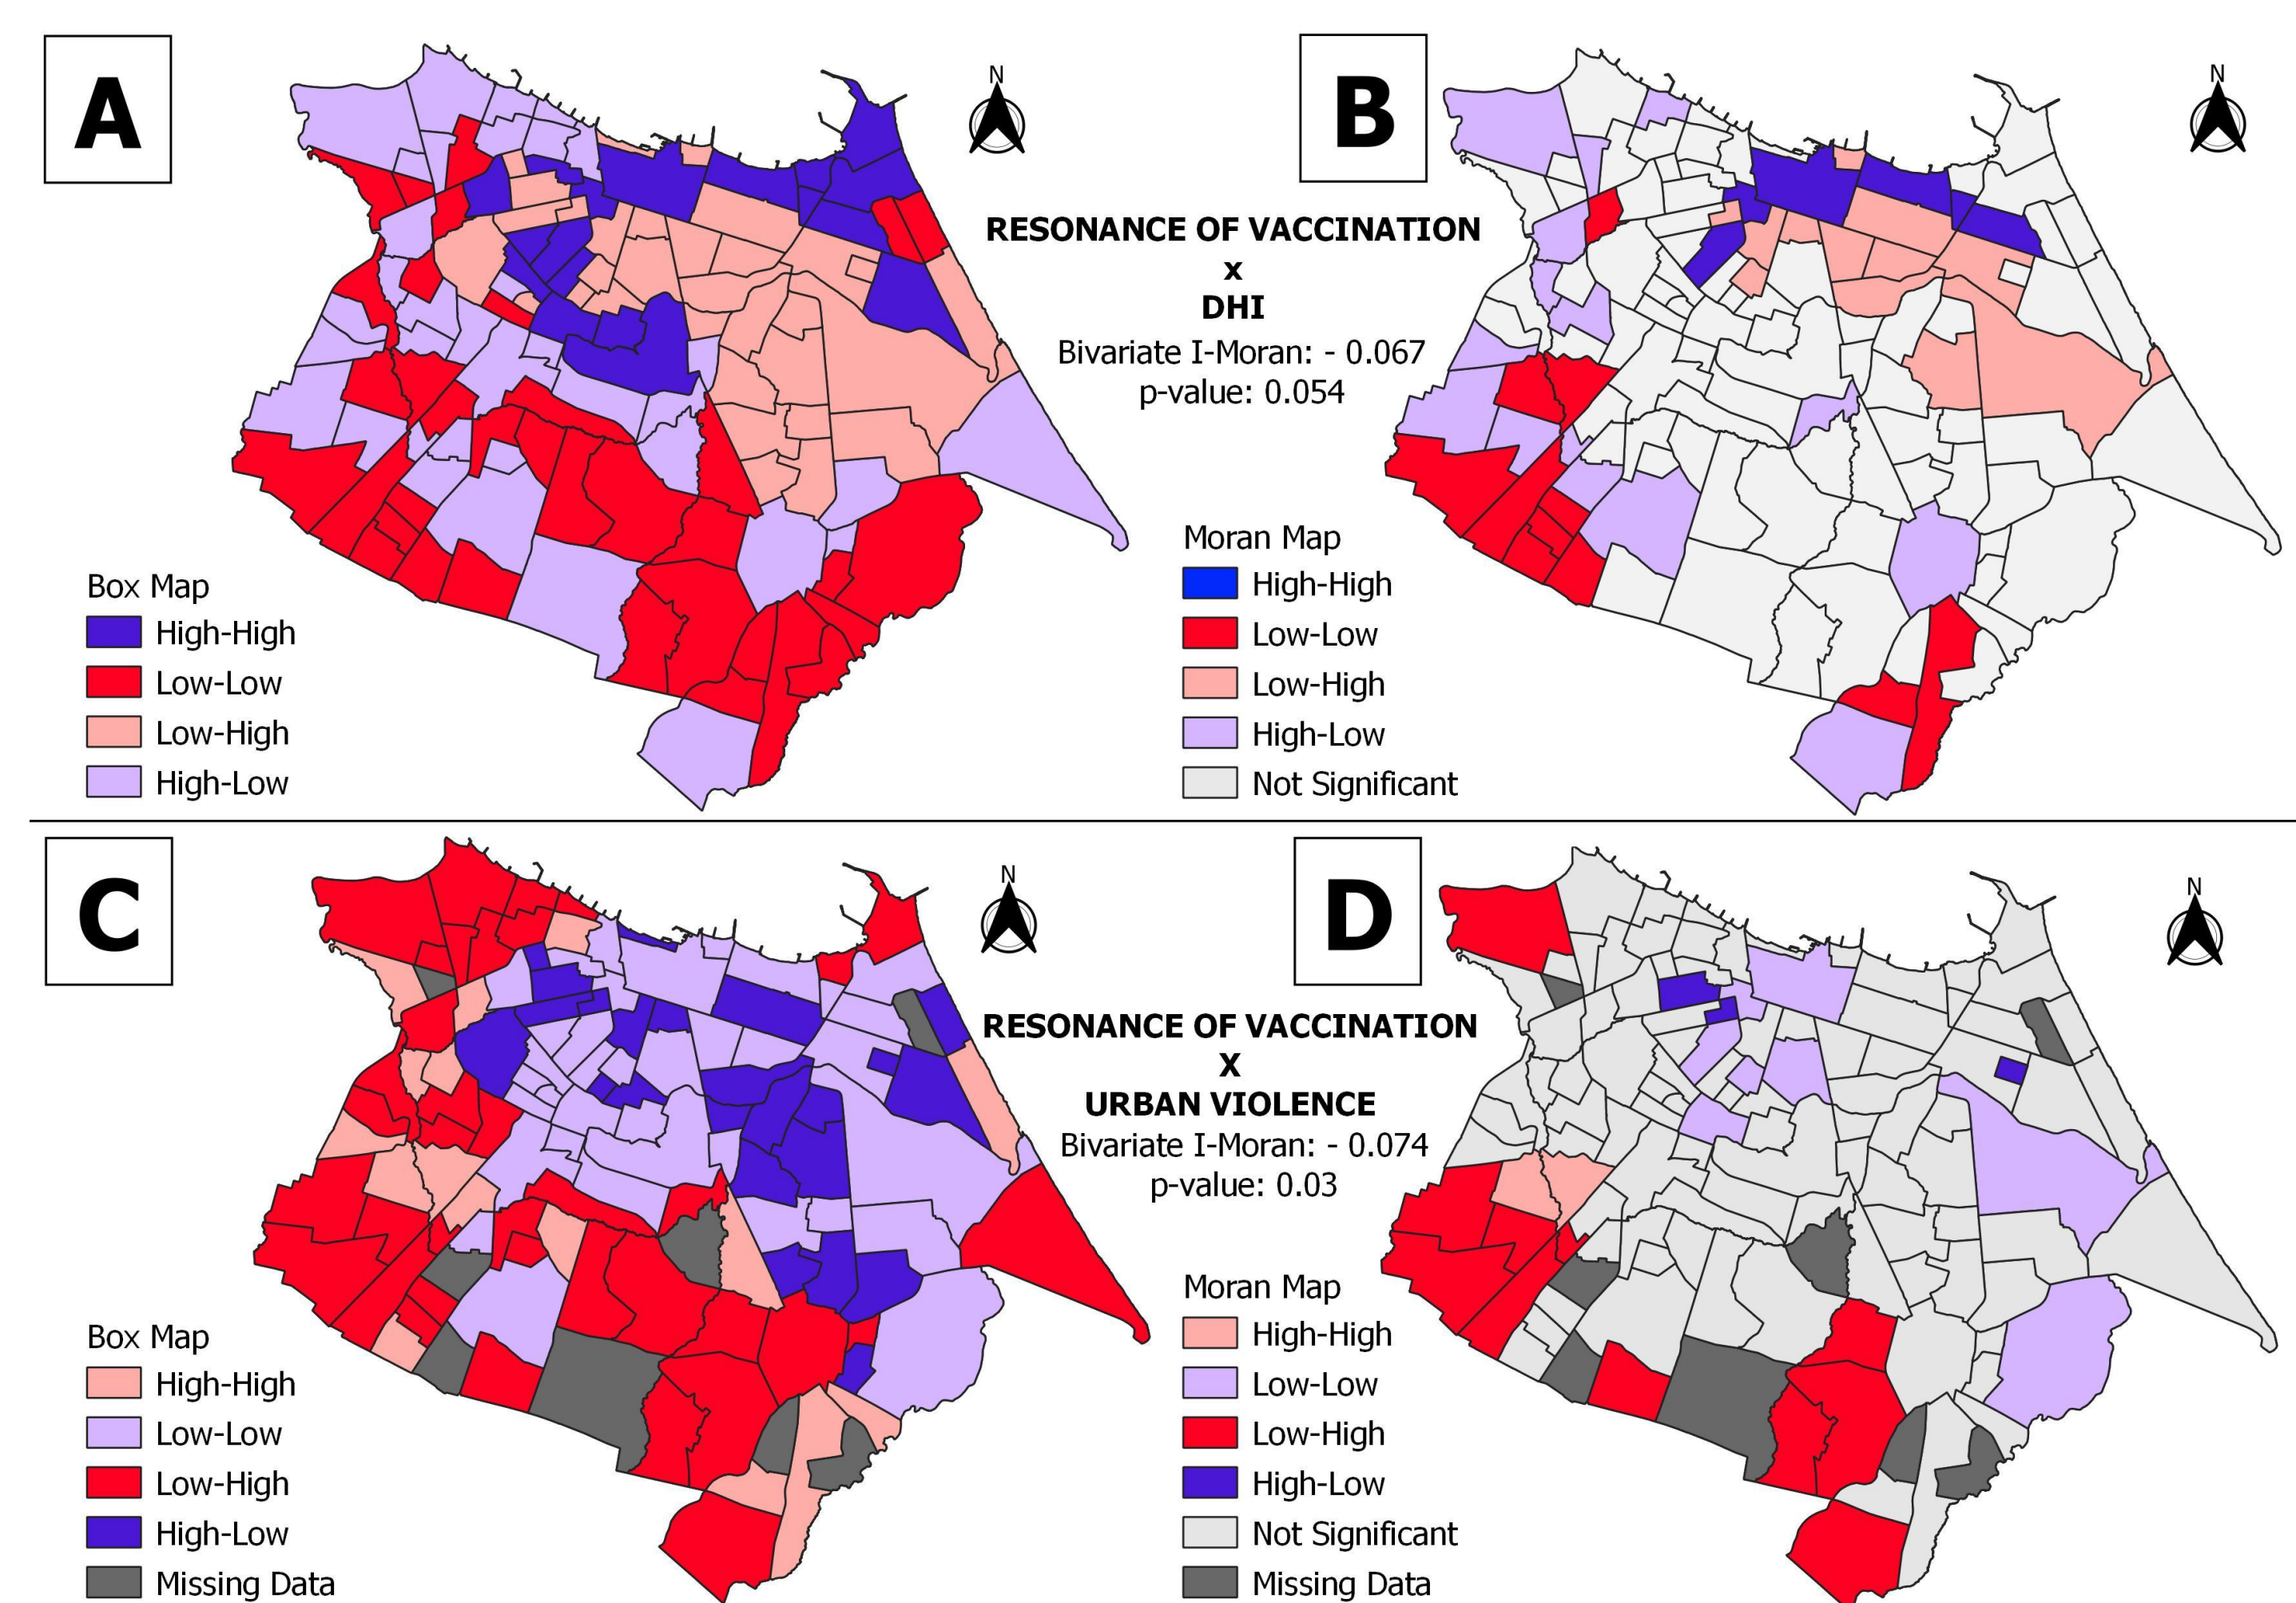 A
N
B
N
RESONANCE OF VACCINATION
x
DHI
Bivariate I-Moran: - 0.067
p-value: 0.054
Box Map
High-High
Low-Low
Low-High
High-Low
Moran Map
High-High
Low-Low
Low-High
High-Low
Not Significant
C
N
D
N
RESONANCE OF VACCINATION
X
URBAN VIOLENCE
Bivariate I-Moran: - 0.074
p-value: 0.03
Box Map
High-High
Low-Low
Low-High
High-Low
Missing Data
Moran Map
High-High
Low-Low
Low-High
High-Low
Not Significant
Missing Data